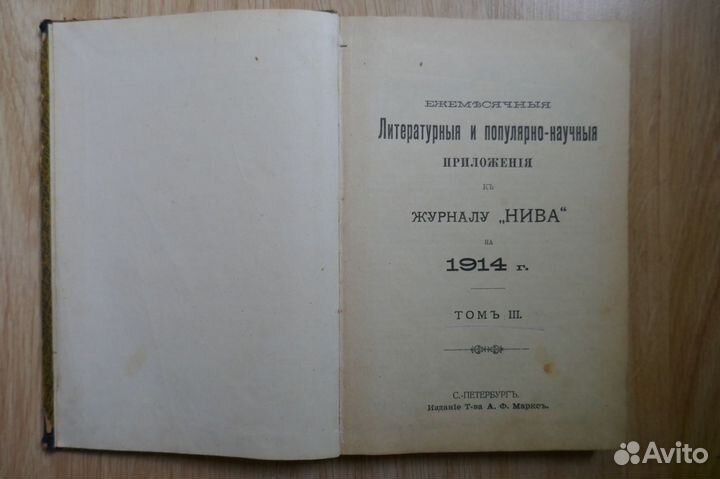 ЕЖЕМѢСЯЧНЫЯ
Литературныя и популярно-научныя
ПРИЛОЖЕНІЯ
КЪ
ЖУРНАЛУ „НИВА“
НА
1914 г.
ТОМЪ III.
С.-ПЕТЕРБУРГЪ.
Изданіе Т-ва А. Ф. Марксъ.
Avito